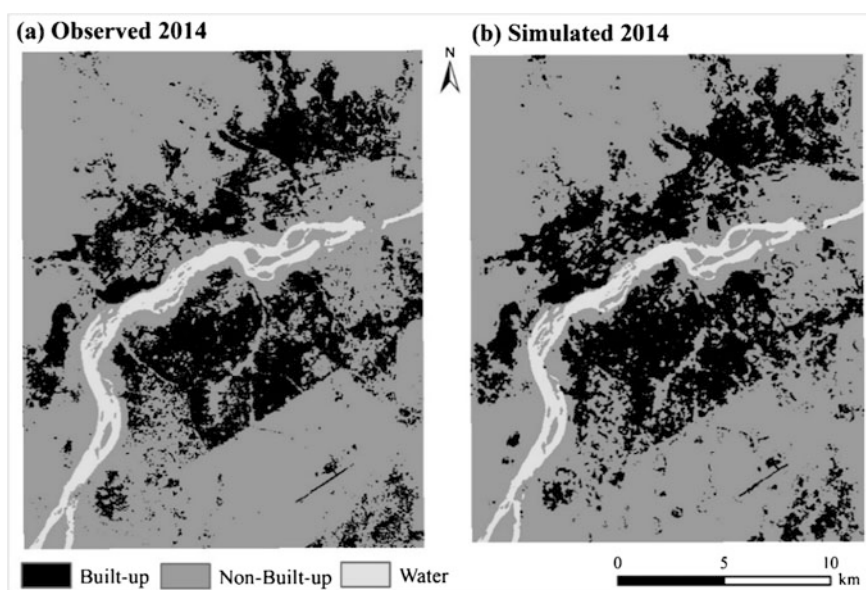 (a) Observed 2014
(b) Simulated 2014
N
Built-up
Non-Built-up
Water
0 5 10
km